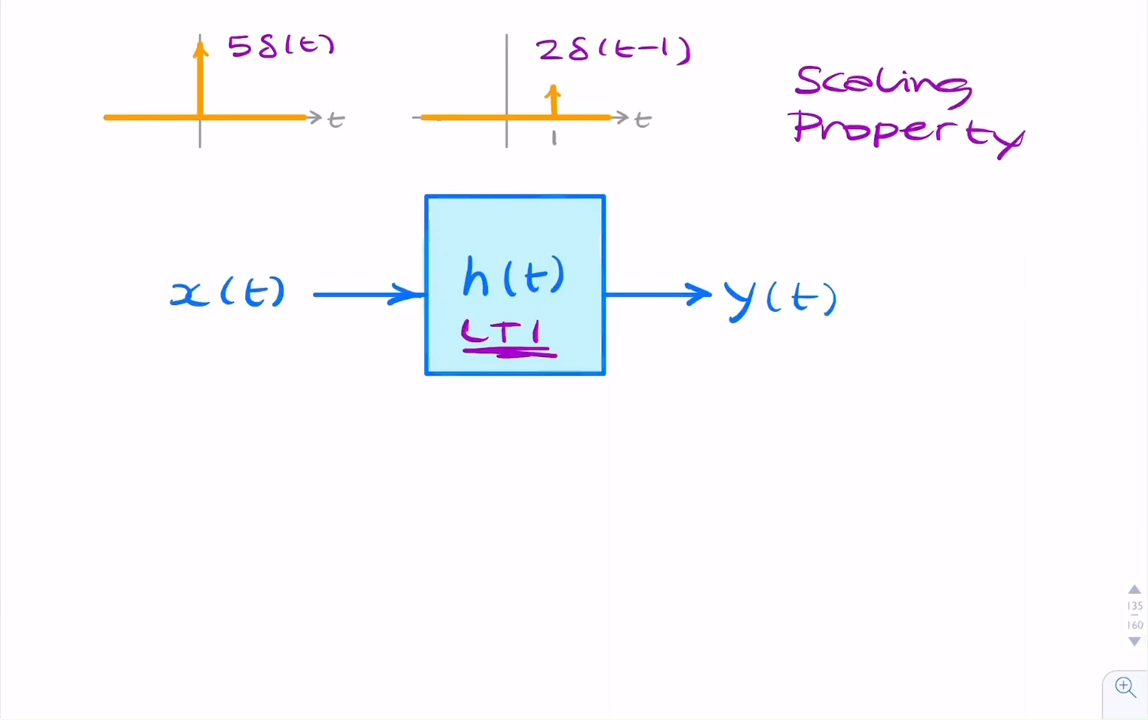 5δ(t)
2δ(t-1)
t
t
1
Scaling
Property
x(t)
h(t)
LTI
y(t)
135
160